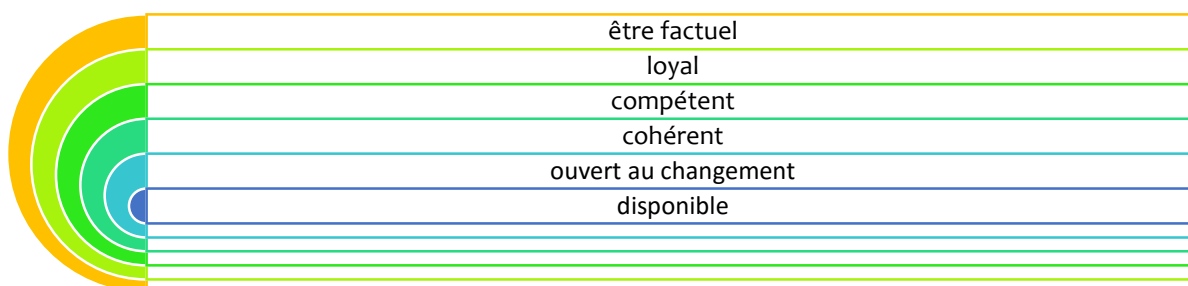 être factuel
loyal
compétent
cohérent
ouvert au changement
disponible